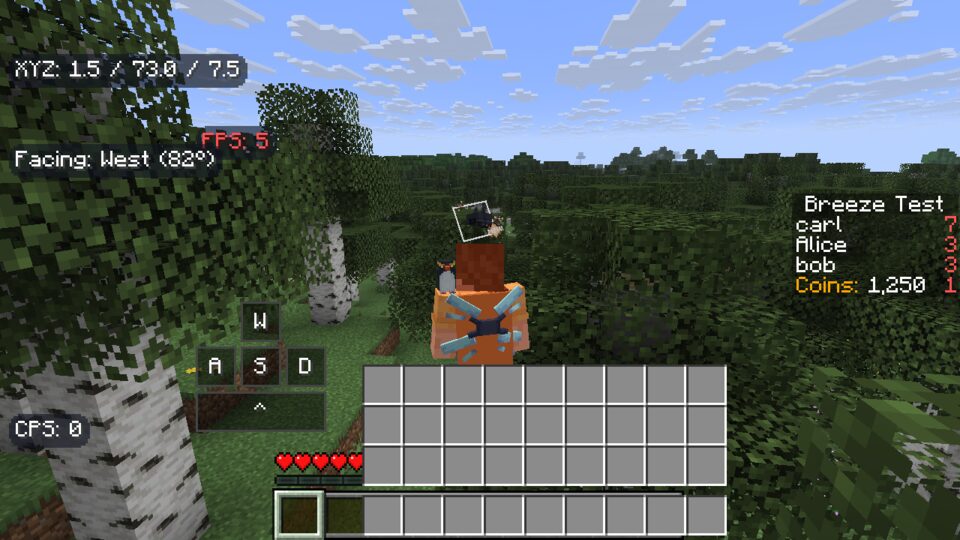 XYZ: 1.5 / 73.0 / 7.5
FPS: 5
Facing: West (82°)
Breeze Test
carl 7
Alice 3
bob 3
Coins: 1,250 1
W
A S D
^
CPS: 0